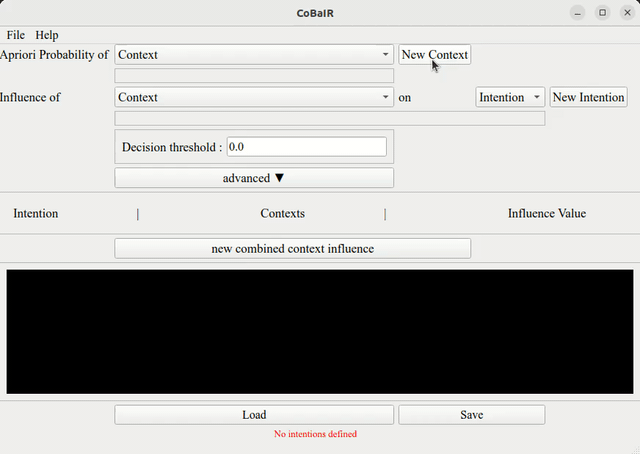 CoBaIR
File Help
Apriori Probability of Context New Context
Influence of Context on Intention New Intention
Decision threshold : 0.0
advanced ▼
Intention | Contexts | Influence Value
new combined context influence
Load Save
No intentions defined